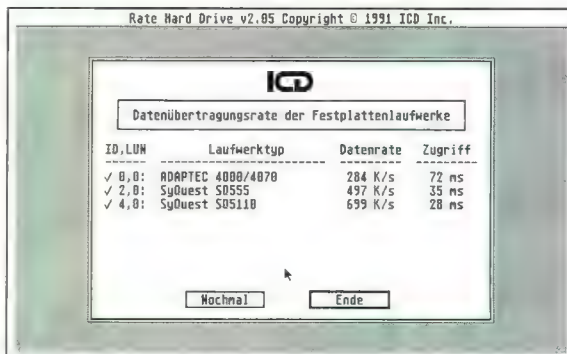 Rate Hard Drive v2.05 Copyright © 1991 ICD Inc.
ICD
Datenübertragungsrate der Festplattenlaufwerke
ID,LUN Laufwerktyp Datenrate Zugriff
✓ 0,0: ADAPTEC 4000/4070 284 K/s 72 ms
✓ 2,0: SyQuest SQ555 497 K/s 35 ms
✓ 4,0: SyQuest SQ5110 699 K/s 28 ms
Nochmal Ende